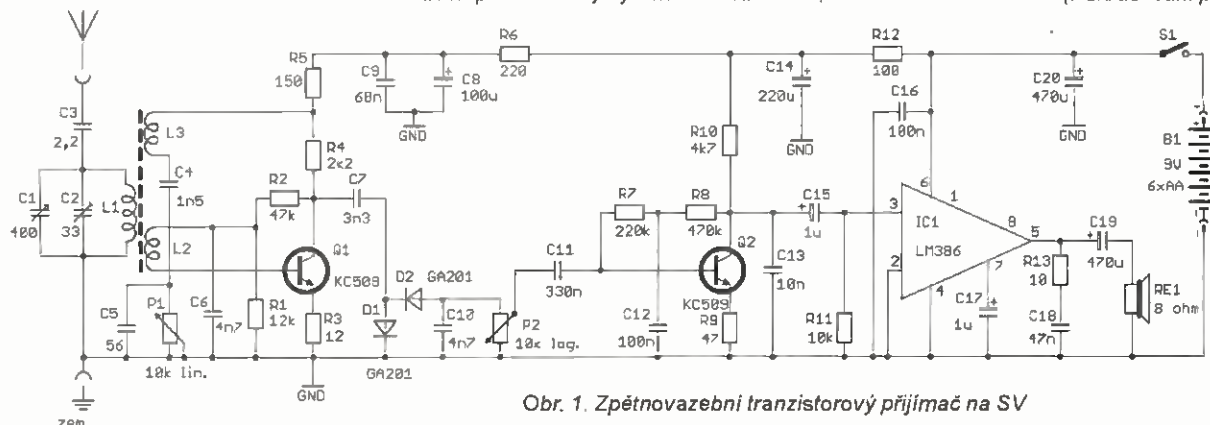 R12
S1
R6
R5
150
C9
68n
220
C8
100u
GND
C14
220u
GND
100
C16
100n
C20
470u
GND
C3
2,2
L3
C4
1n5
R4
2k2
R10
4k7
B1
9V
6xAA
C1
400
C2
33
L1
L2
R2
47k
C7
3n3
Q1
KC509
R7
220k
R8
470k
C15
1u
Q2
KC509
C13
10n
3
2
6
1
IC1
LM386
8
5
7
4
C19
470u
R13
10
RE1
8 ohm
C11
330n
D2
GA201
D1
GA201
C5
56
P1
10k lin.
C6
4n7
R1
12k
R3
12
C10
4n7
P2
10k log.
C12
100n
R9
47
R11
10k
C17
1u
C18
47n
GND
zem
Obr. 1. Zpětnovazební tranzistorový přijímač na SV